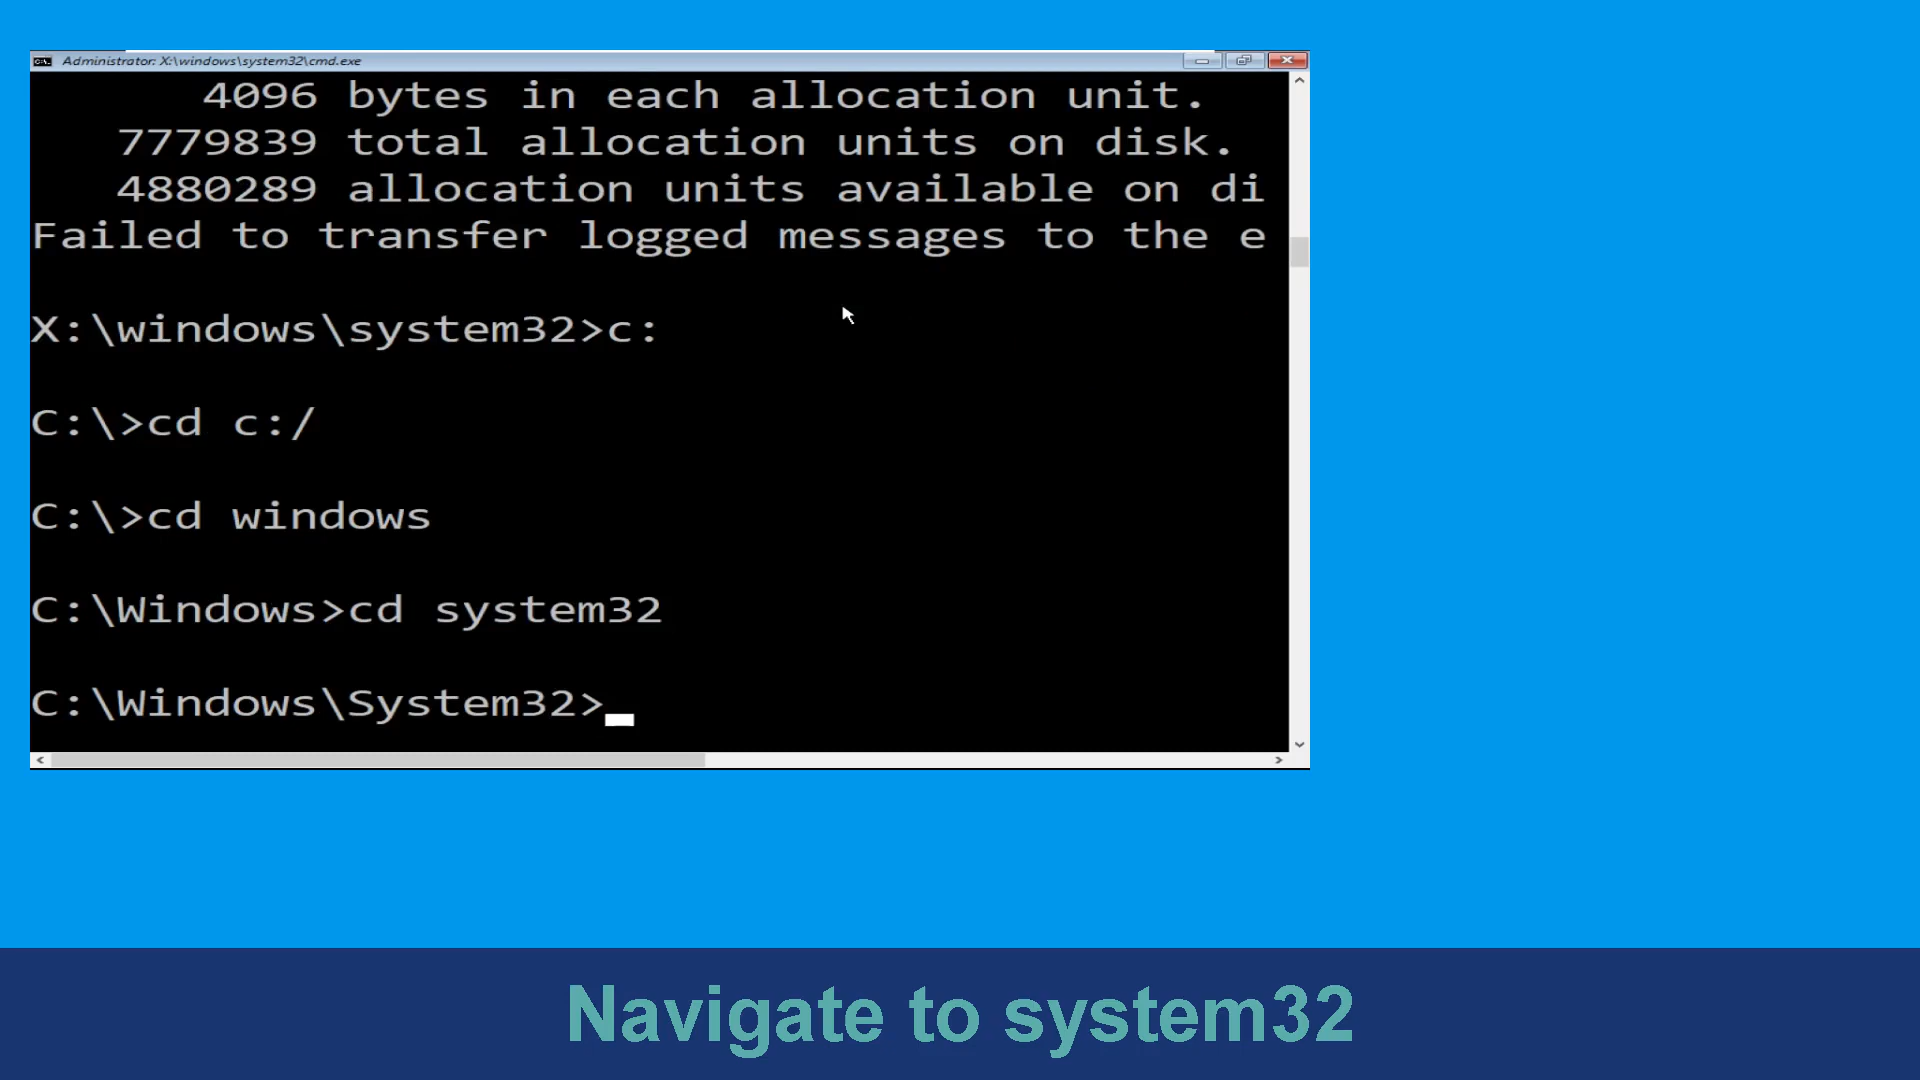 Administrator: X:\windows\system32\cmd.exe
4096 bytes in each allocation unit.
7779839 total allocation units on disk.
4880289 allocation units available on di
Failed to transfer logged messages to the e
X:\windows\system32>c:
C:\>cd c:/
C:\>cd windows
C:\Windows>cd system32
C:\Windows\System32>
Navigate to system32